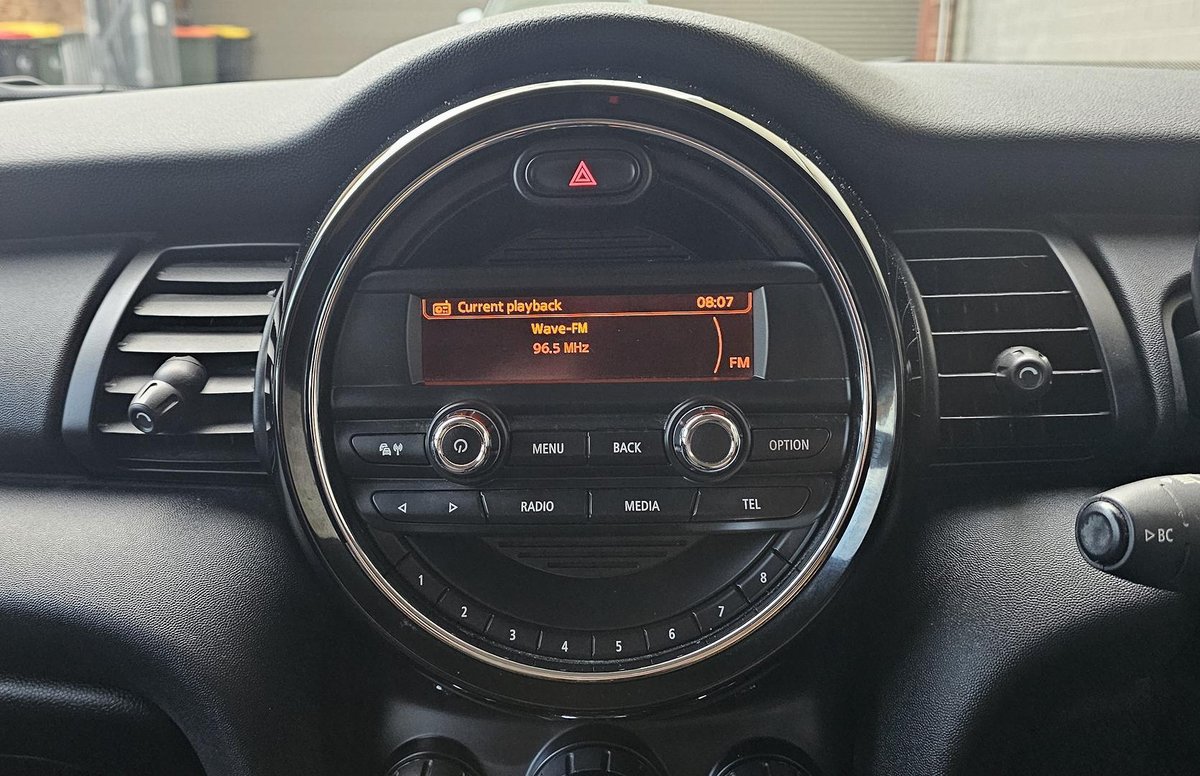 Current playback 08:07
Wave-FM
96.5 MHz
FM
MENU BACK OPTION
RADIO MEDIA TEL
BC
1 2 3 4 5 6 7 8